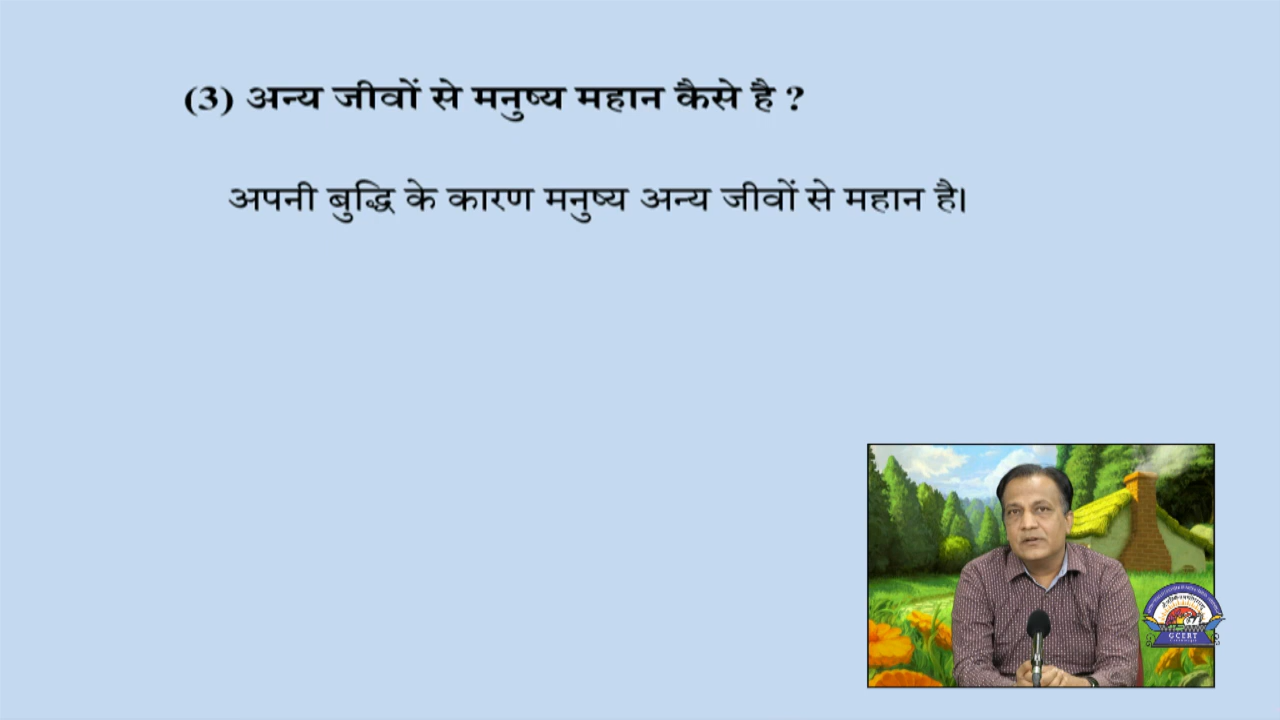 (3) अन्य जीवों से मनुष्य महान कैसे है ?
अपनी बुद्धि के कारण मनुष्य अन्य जीवों से महान है।
GCERT